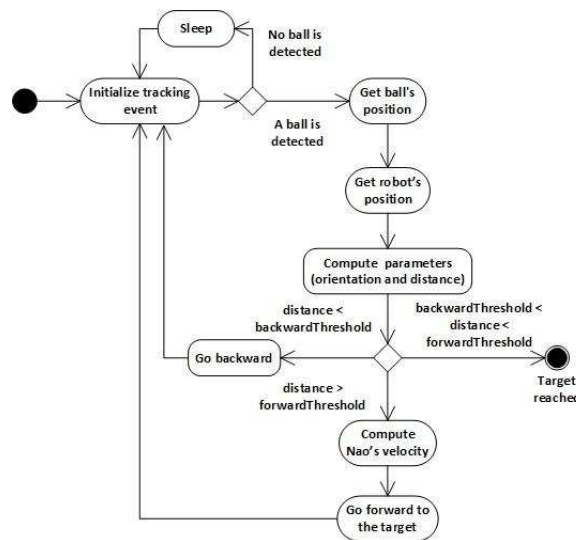 Sleep
No ball is
detected
Initialize tracking
event
A ball is
detected
Get ball's
position
Get robot's
position
Compute parameters
(orientation and distance)
distance <
backwardThreshold
backwardThreshold <
distance <
forwardThreshold
Go backward
distance >
forwardThreshold
Target
reached
Compute
Nao's velocity
Go forward to
the target